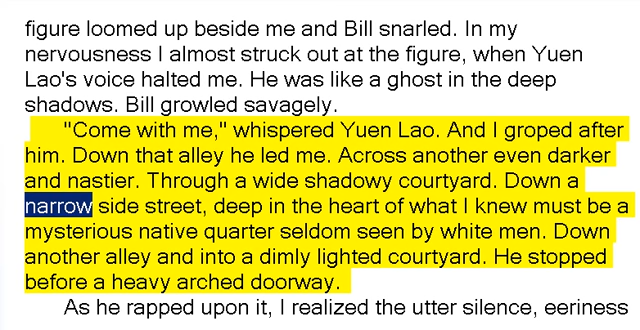 figure loomed up beside me and Bill snarled. In my
nervousness I almost struck out at the figure, when Yuen
Lao's voice halted me. He was like a ghost in the deep
shadows. Bill growled savagely.
"Come with me," whispered Yuen Lao. And I groped after
him. Down that alley he led me. Across another even darker
and nastier. Through a wide shadowy courtyard. Down a
narrow side street, deep in the heart of what I knew must be a
mysterious native quarter seldom seen by white men. Down
another alley and into a dimly lighted courtyard. He stopped
before a heavy arched doorway.
As he rapped upon it, I realized the utter silence, eeriness